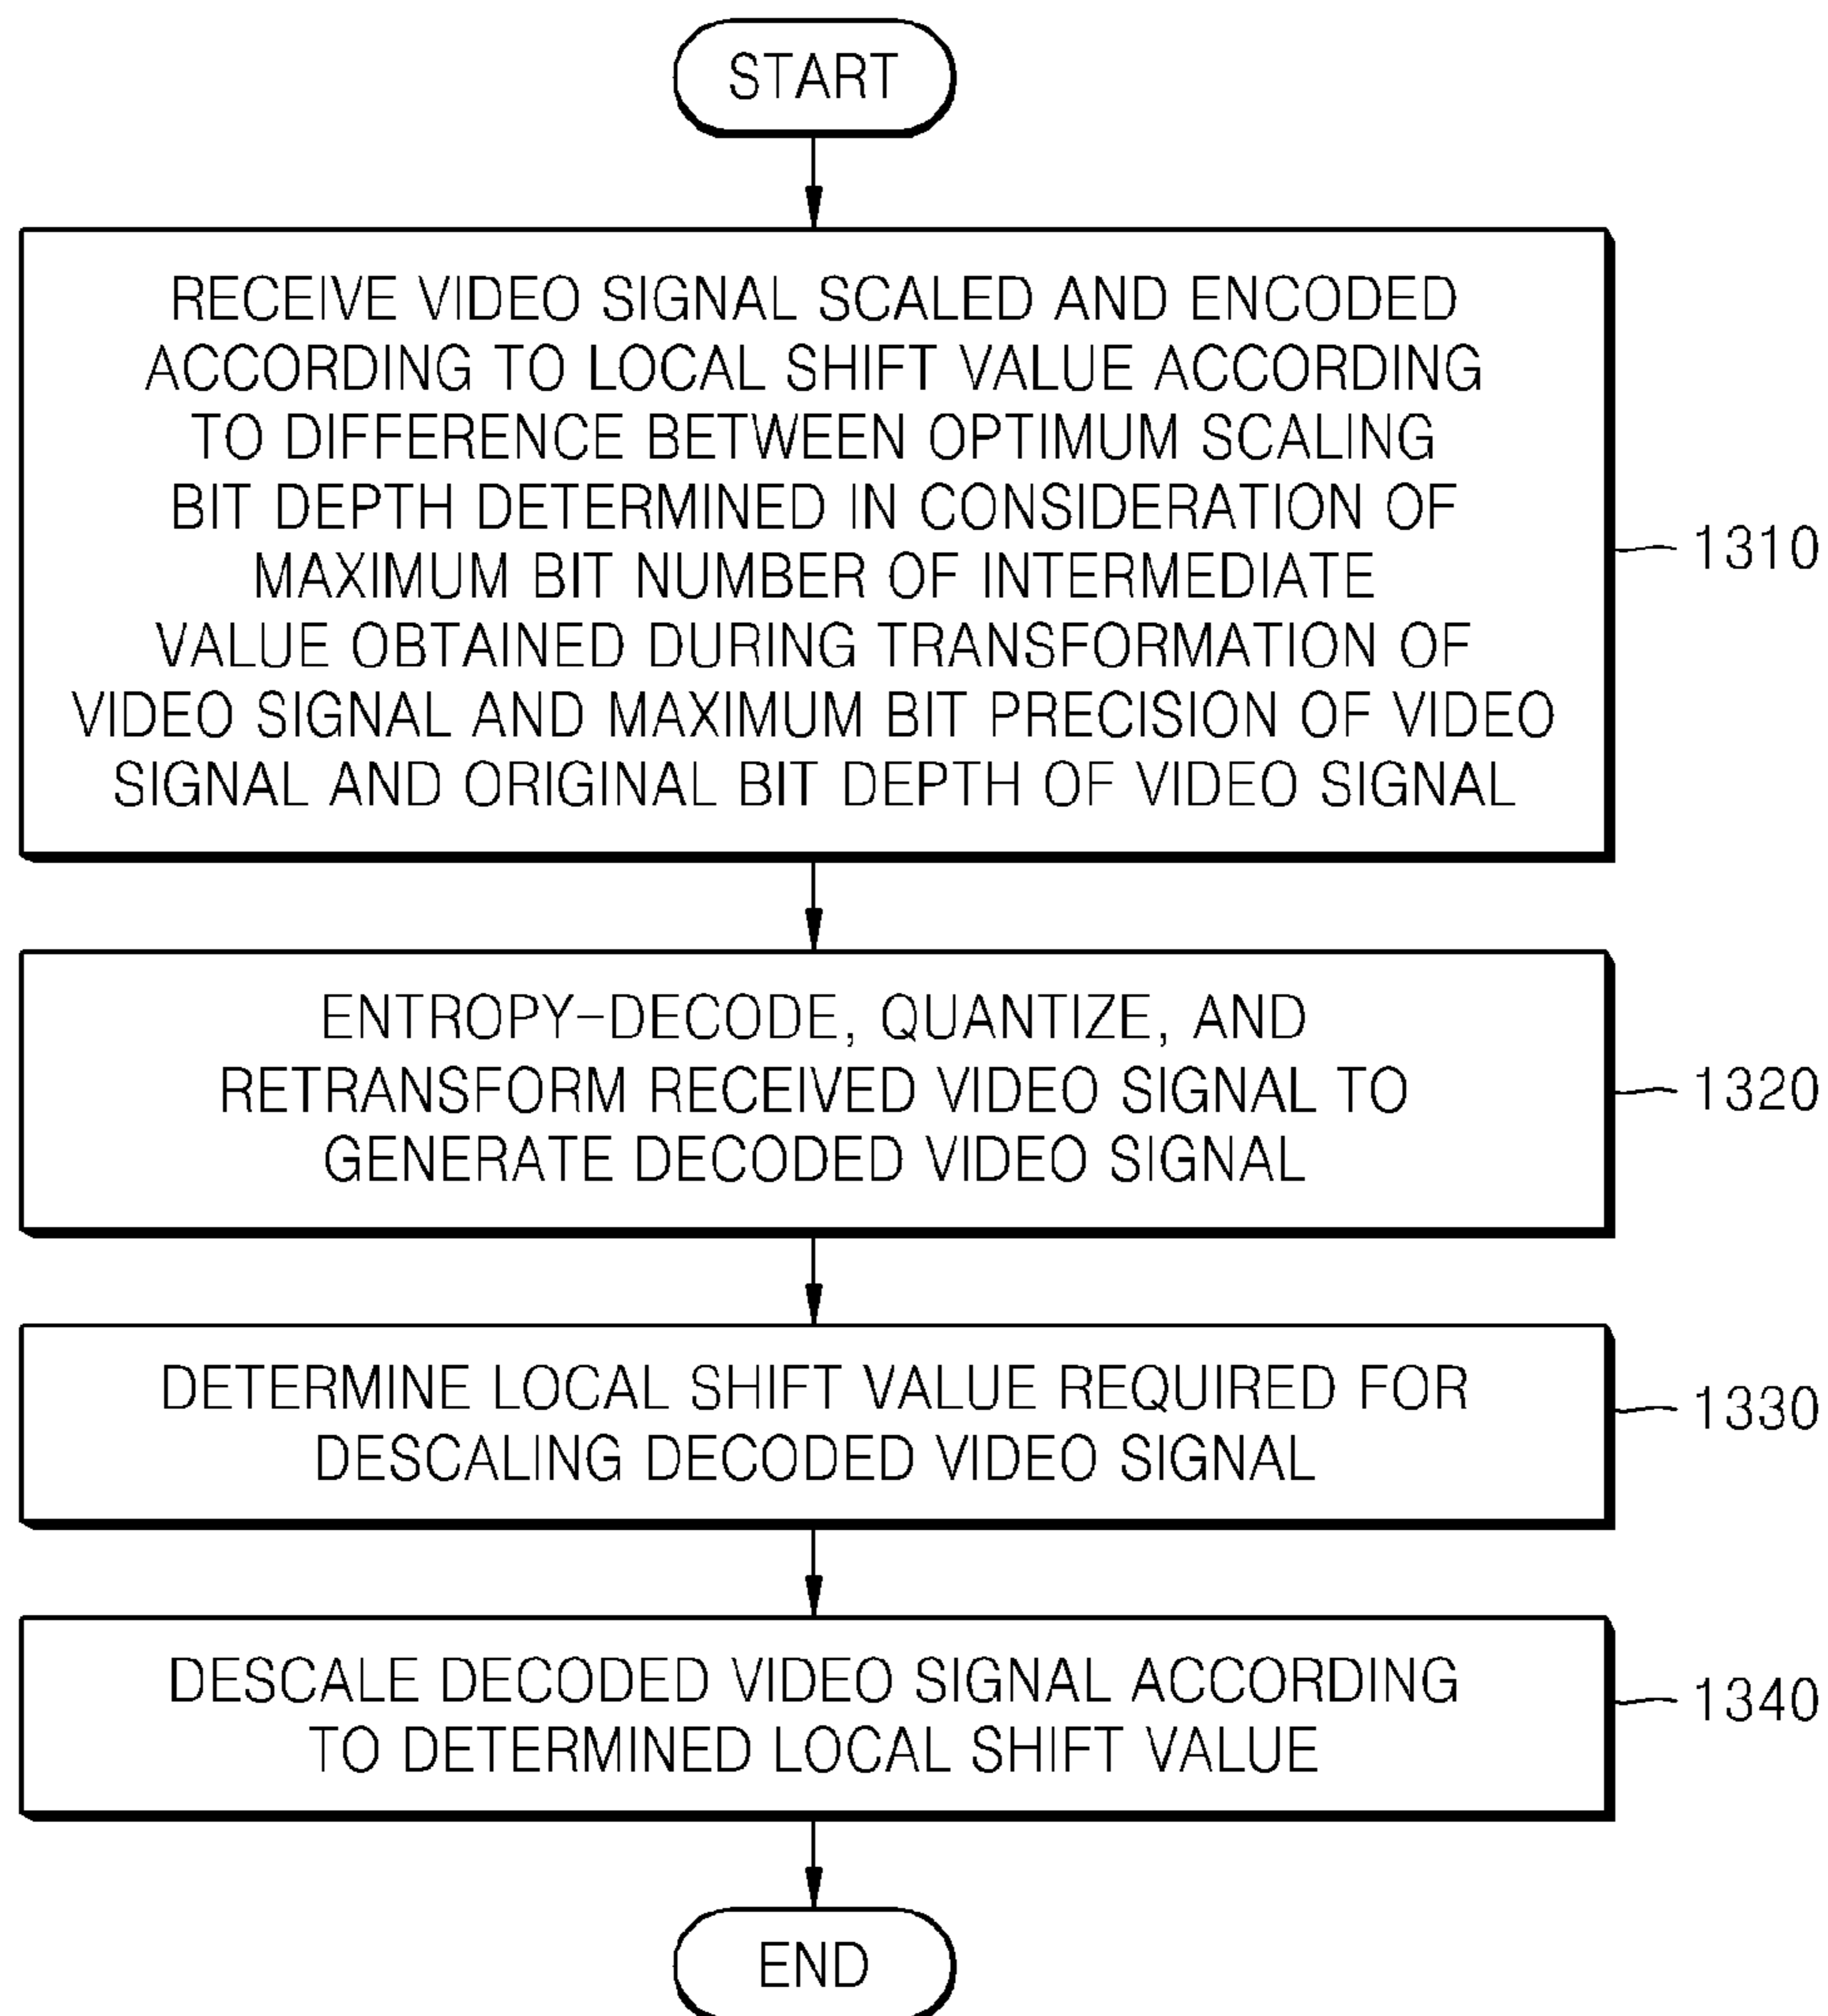 START
RECEIVE VIDEO SIGNAL SCALED AND ENCODED
ACCORDING TO LOCAL SHIFT VALUE ACCORDING
TO DIFFERENCE BETWEEN OPTIMUM SCALING
BIT DEPTH DETERMINED IN CONSIDERATION OF
MAXIMUM BIT NUMBER OF INTERMEDIATE
VALUE OBTAINED DURING TRANSFORMATION OF
VIDEO SIGNAL AND MAXIMUM BIT PRECISION OF VIDEO
SIGNAL AND ORIGINAL BIT DEPTH OF VIDEO SIGNAL
1310
ENTROPY-DECODE, QUANTIZE, AND
RETRANSFORM RECEIVED VIDEO SIGNAL TO
GENERATE DECODED VIDEO SIGNAL
1320
DETERMINE LOCAL SHIFT VALUE REQUIRED FOR
DESCALING DECODED VIDEO SIGNAL
1330
DESCALE DECODED VIDEO SIGNAL ACCORDING
TO DETERMINED LOCAL SHIFT VALUE
1340
END